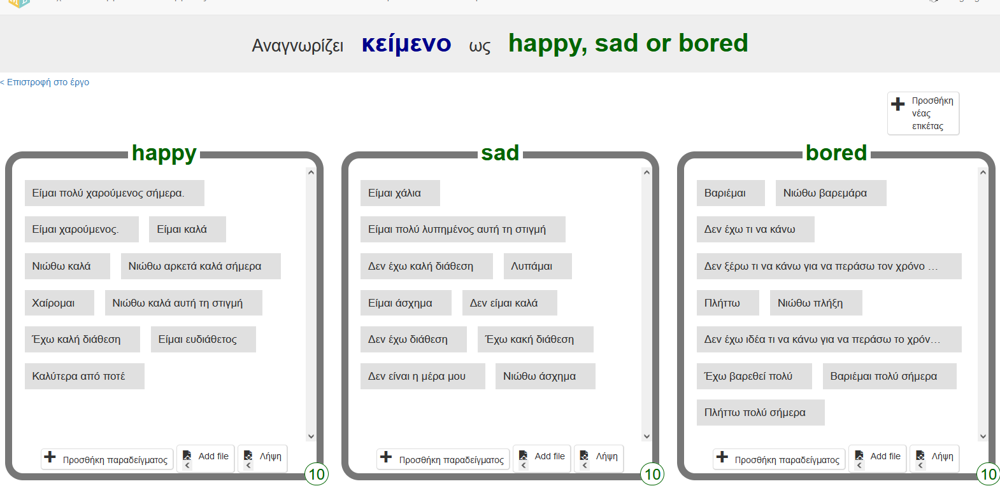 Αναγνωρίζει κείμενο ως happy, sad or bored
< Επιστροφή στο έργο
Προσθήκη
νέας
ετικέτας
happy
Είμαι πολύ χαρούμενος σήμερα.
Είμαι χαρούμενος. Είμαι καλά
Νιώθω καλά Νιώθω αρκετά καλά σήμερα
Χαίρομαι Νιώθω καλά αυτή τη στιγμή
Έχω καλή διάθεση Είμαι ευδιάθετος
Καλύτερα από ποτέ
Προσθήκη παραδείγματος Add file Λήψη
10
sad
Είμαι χάλια
Είμαι πολύ λυπημένος αυτή τη στιγμή
Δεν έχω καλή διάθεση Λυπάμαι
Είμαι άσχημα Δεν είμαι καλά
Δεν έχω διάθεση Έχω κακή διάθεση
Δεν είναι η μέρα μου Νιώθω άσχημα
Προσθήκη παραδείγματος Add file Λήψη
10
bored
Βαριέμαι Νιώθω βαρεμάρα
Δεν έχω τι να κάνω
Δεν ξέρω τι να κάνω για να περάσω τον χρόνο ...
Πλήττω Νιώθω πλήξη
Δεν έχω ιδέα τι να κάνω για να περάσω το χρόν...
Έχω βαρεθεί πολύ Βαριέμαι πολύ σήμερα
Πλήττω πολύ σήμερα
Προσθήκη παραδείγματος Add file Λήψη
10